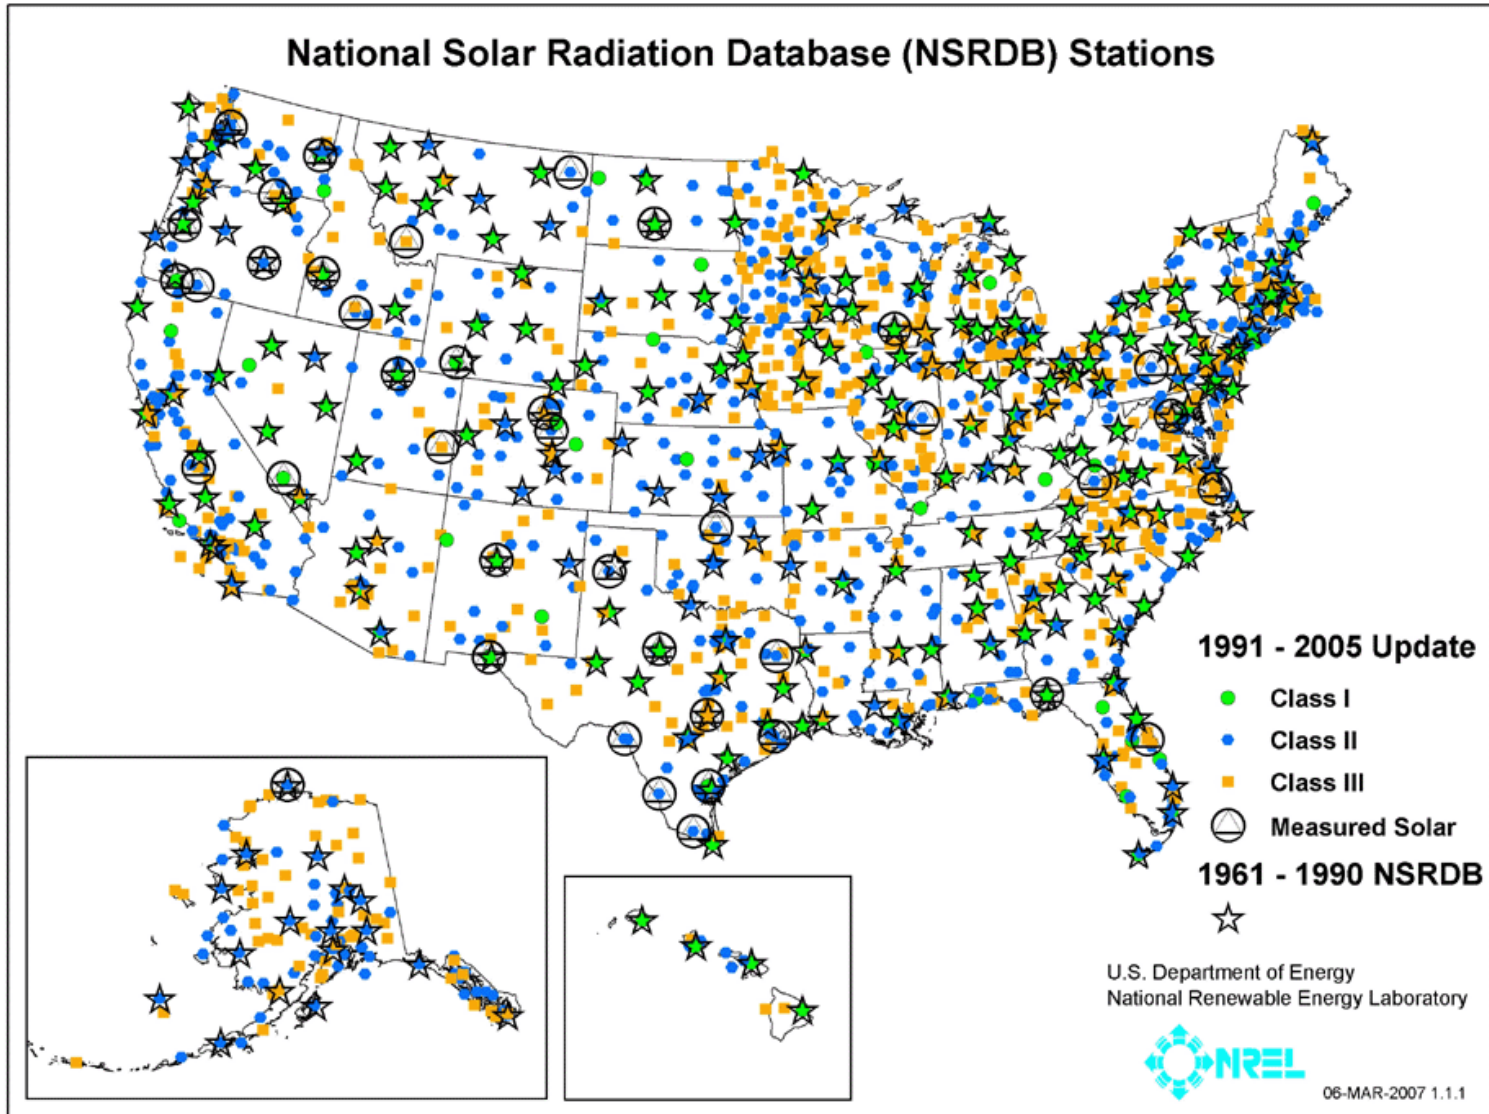 National Solar Radiation Database (NSRDB) Stations
1991 - 2005 Update
Class I
Class II
Class III
Measured Solar
1961 - 1990 NSRDB
U.S. Department of Energy
National Renewable Energy Laboratory
NREL
06-MAR-2007 1.1.1